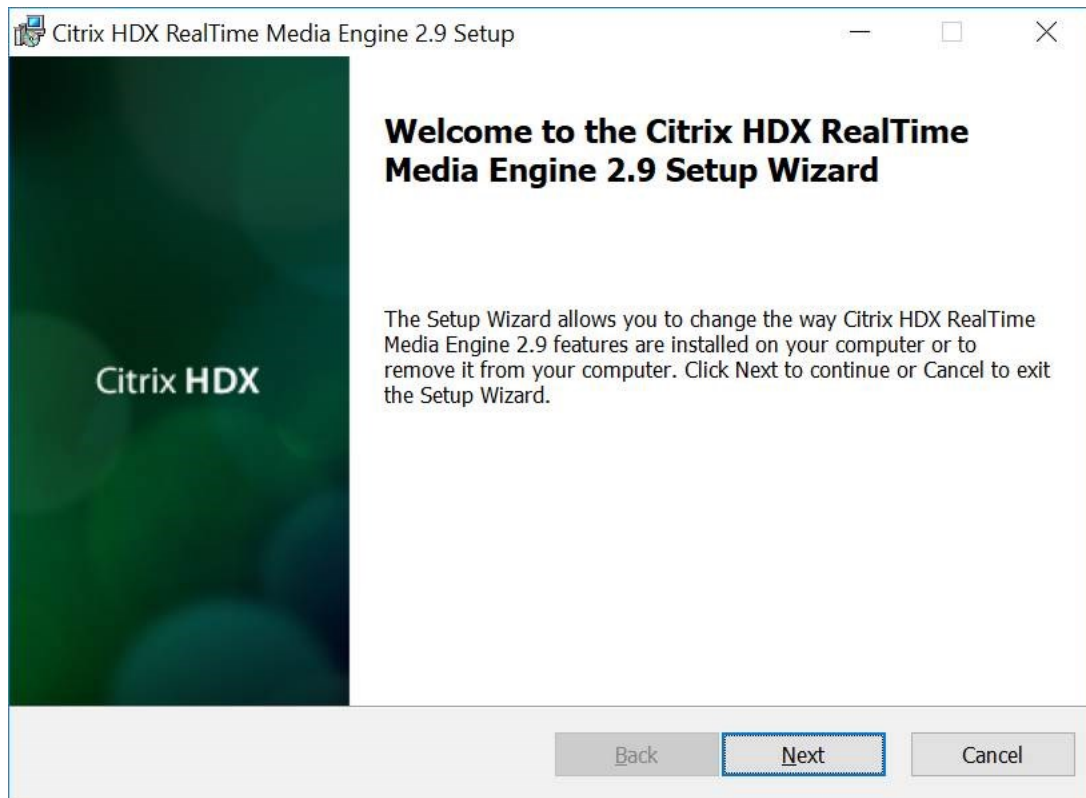 Citrix HDX RealTime Media Engine 2.9 Setup
Welcome to the Citrix HDX RealTime
Media Engine 2.9 Setup Wizard
The Setup Wizard allows you to change the way Citrix HDX RealTime
Media Engine 2.9 features are installed on your computer or to
remove it from your computer. Click Next to continue or Cancel to exit
the Setup Wizard.
Citrix HDX
Back Next Cancel